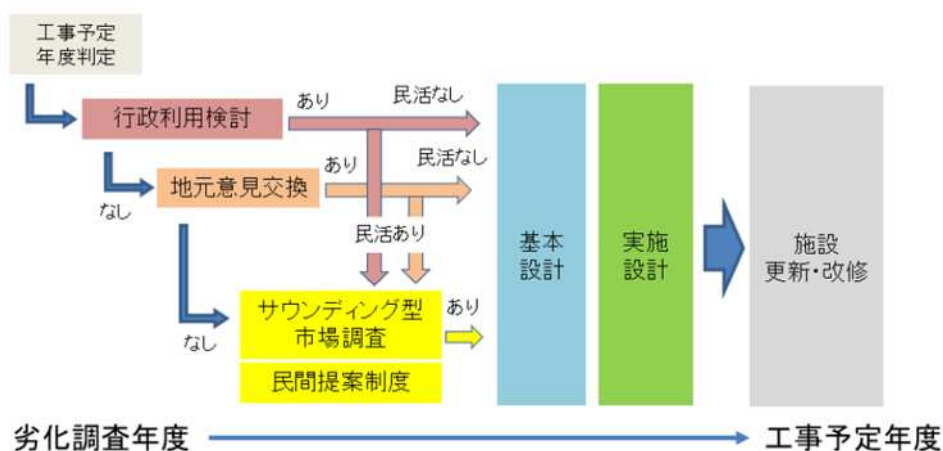 工事予定
年度判定
行政利用検討
あり
民活なし
地元意見交換
あり
民活なし
なし
民活あり
サウンディング型
市場調査
あり
なし
民間提案制度
基本
設計
実施
設計
施設
更新・改修
劣化調査年度
工事予定年度